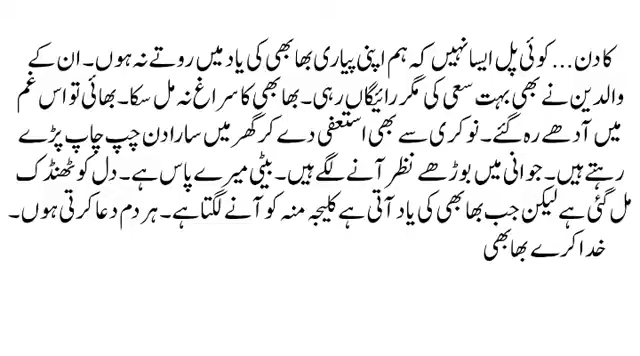 کا دن... کوئی پل ایسا نہیں کہ ہم اپنی پیاری بھابھی کی یاد میں روتے نہ ہوں۔ ان کے
والدین نے بھی بہت سعی کی مگر رائیگاں رہی۔ بھابھی کا سراغ نہ مل سکا۔ بھائی تو اس غم
میں آدھے رہ گئے۔ نوکری سے بھی استعفی دے کر گھر میں سارا دن چپ چاپ پڑے
رہتے ہیں۔ جوانی میں بوڑھے نظر آنے لگے ہیں۔ بیٹی میرے پاس ہے۔ دل کو ٹھنڈک
مل گئی ہے لیکن جب بھابھی کی یاد آتی ہے کلیجہ منہ کو آنے لگتا ہے۔ ہر دم دعا کرتی ہوں۔
خدا کرے بھابھی